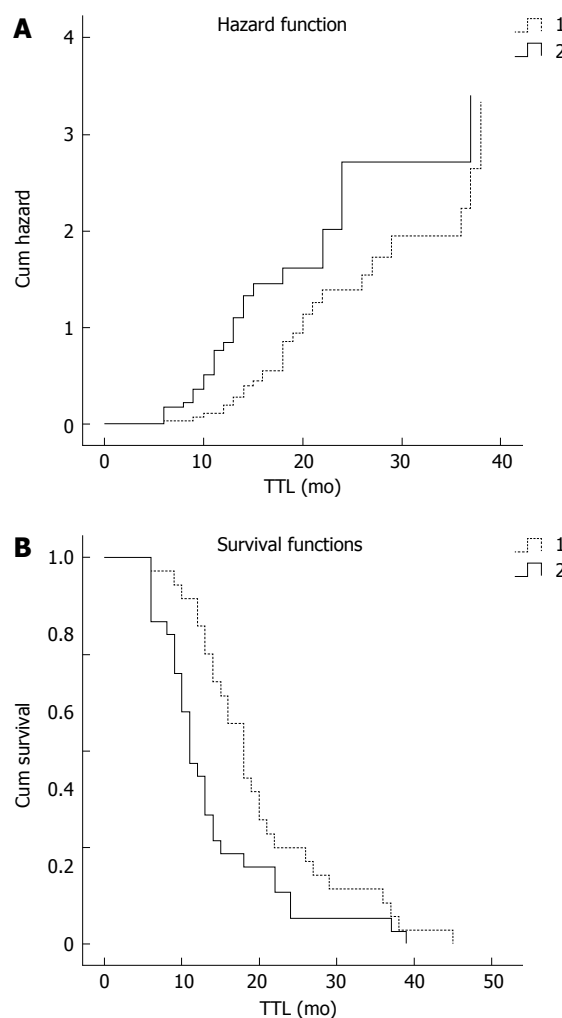 A
Hazard function
1
2
4
3
2
1
0
Cum hazard
0 10 20 30 40
TTL (mo)
B
Survival functions
1
2
1.0
0.8
0.6
0.4
0.2
0
Cum survival
0 10 20 30 40 50
TTL (mo)